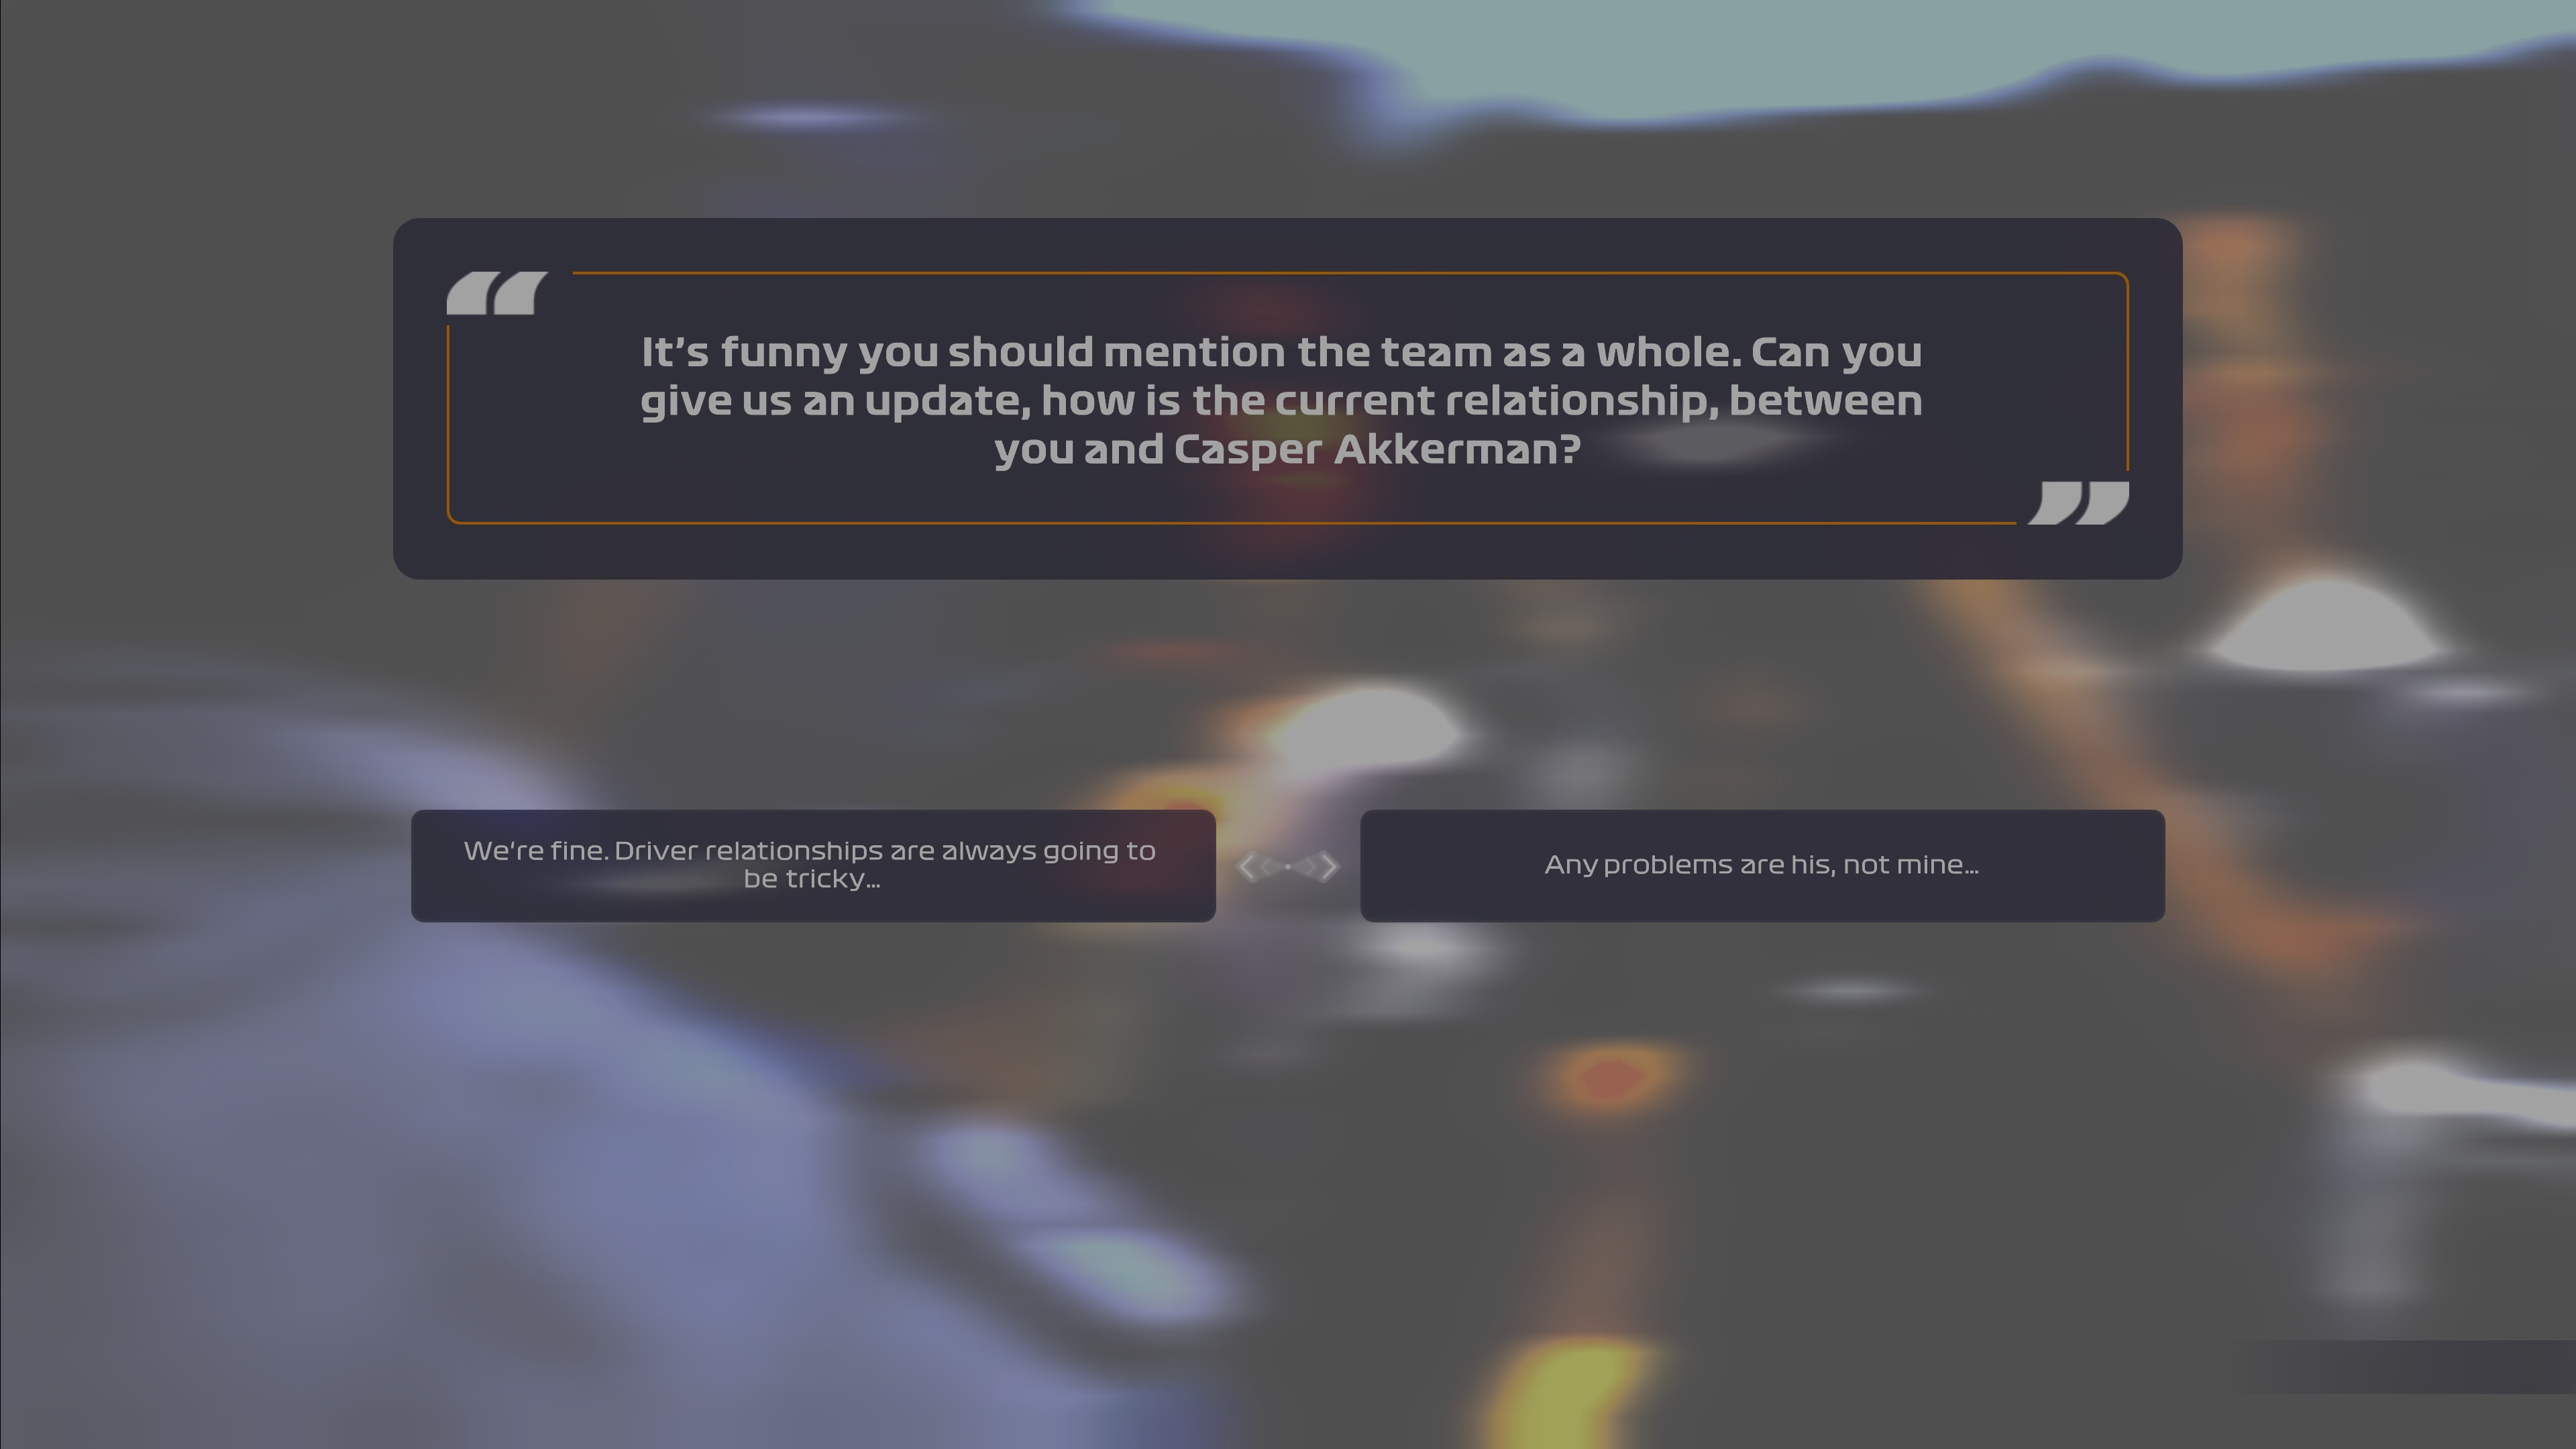 It’s funny you should mention the team as a whole. Can you
give us an update, how is the current relationship, between
you and Casper Akkerman?
We're fine. Driver relationships are always going to
be tricky...
Any problems are his, not mine...